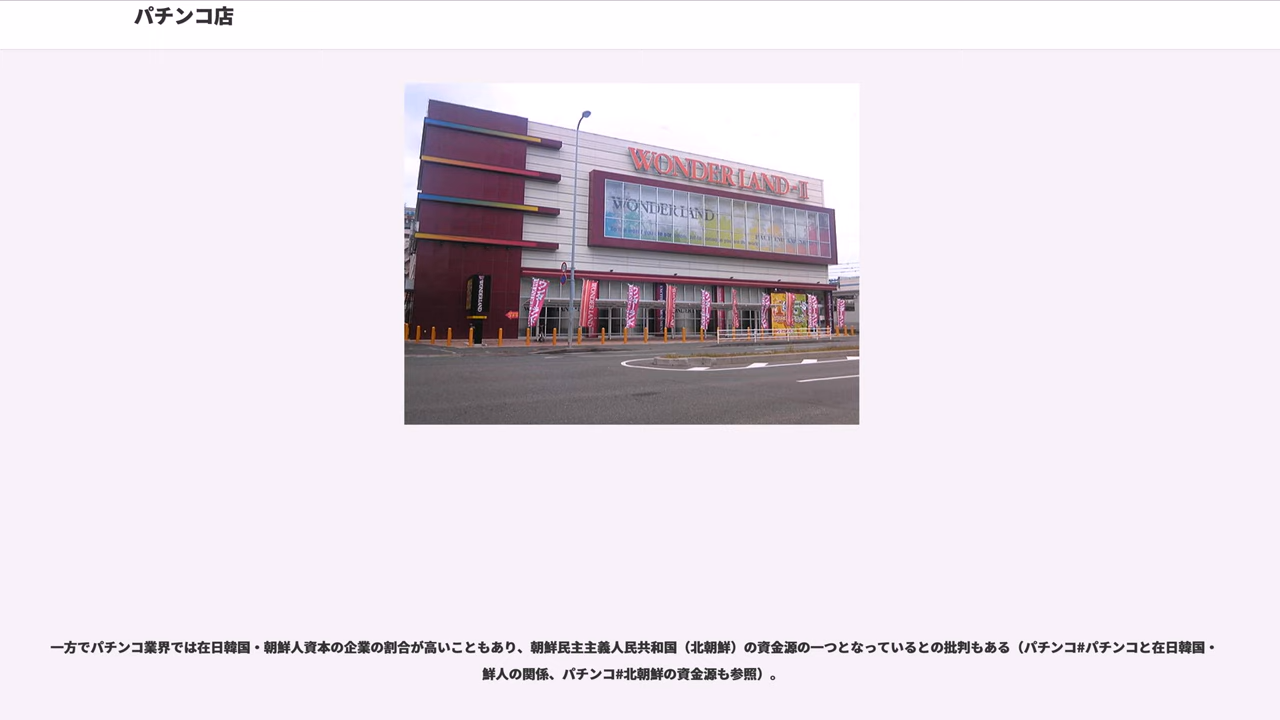 パチンコ店
WONDER LAND-II
WONDER LAND
一方でパチンコ業界では在日韓国・朝鮮人資本の企業の割合が高いこともあり、朝鮮民主主義人民共和国（北朝鮮）の資金源の一つとなっているとの批判もある（パチンコ#パチンコと在日韓国・
鮮人の関係、パチンコ#北朝鮮の資金源も参照）。